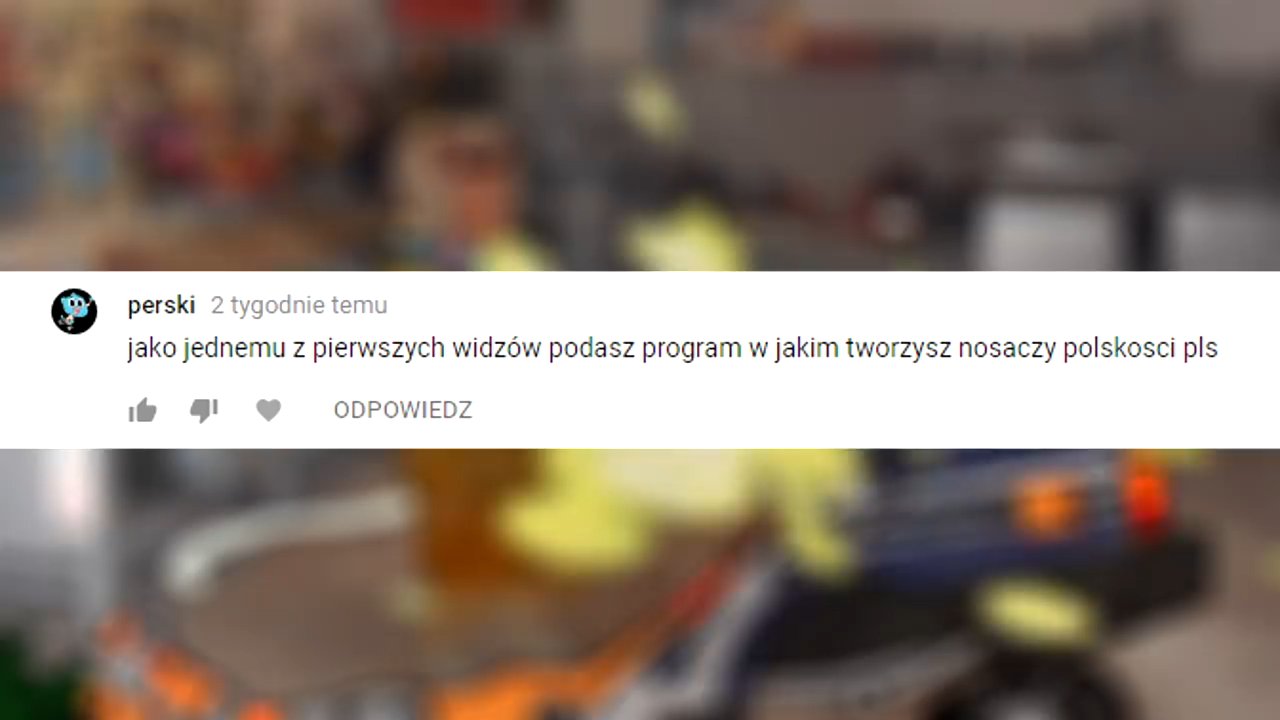 perski 2 tygodnie temu
jako jednemu z pierwszych widzów podasz program w jakim tworzysz nosaczy polskosci pls
ODPOWIEDZ